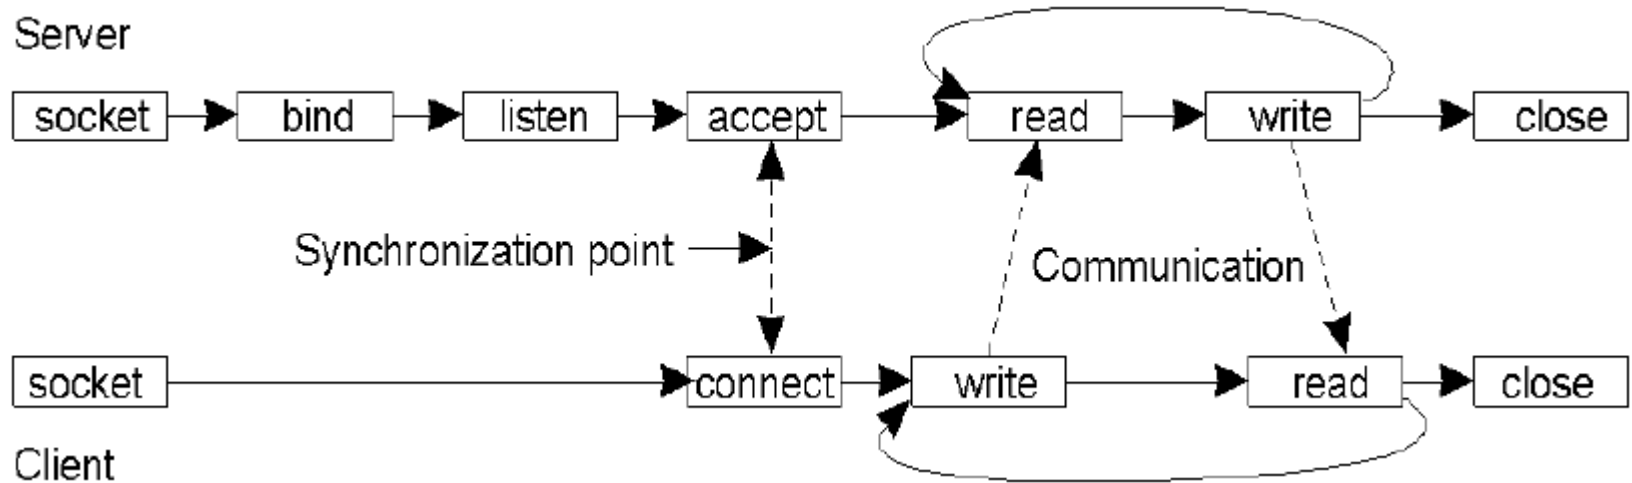 Server
socket bind listen accept read write close
Synchronization point
Communication
socket connect write read close
Client